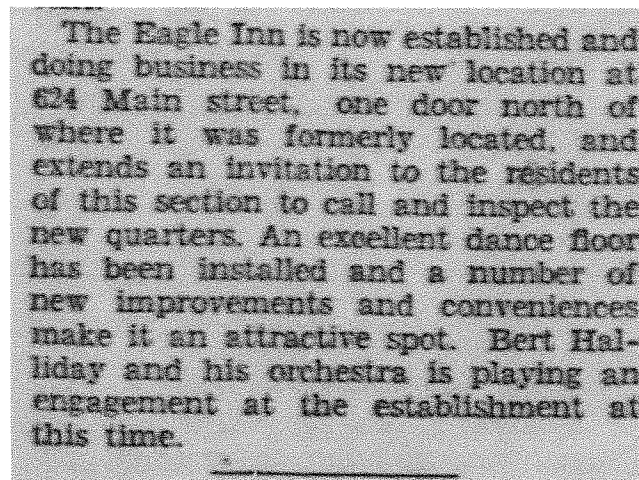 The Eagle Inn is now established and
doing business in its new location at
624 Main street, one door north of
where it was formerly located, and
extends an invitation to the residents
of this section to call and inspect the
new quarters. An excellent dance floor
has been installed and a number of
new improvements and conveniences
make it an attractive spot. Bert Hal-
liday and his orchestra is playing an
engagement at the establishment at
this time.